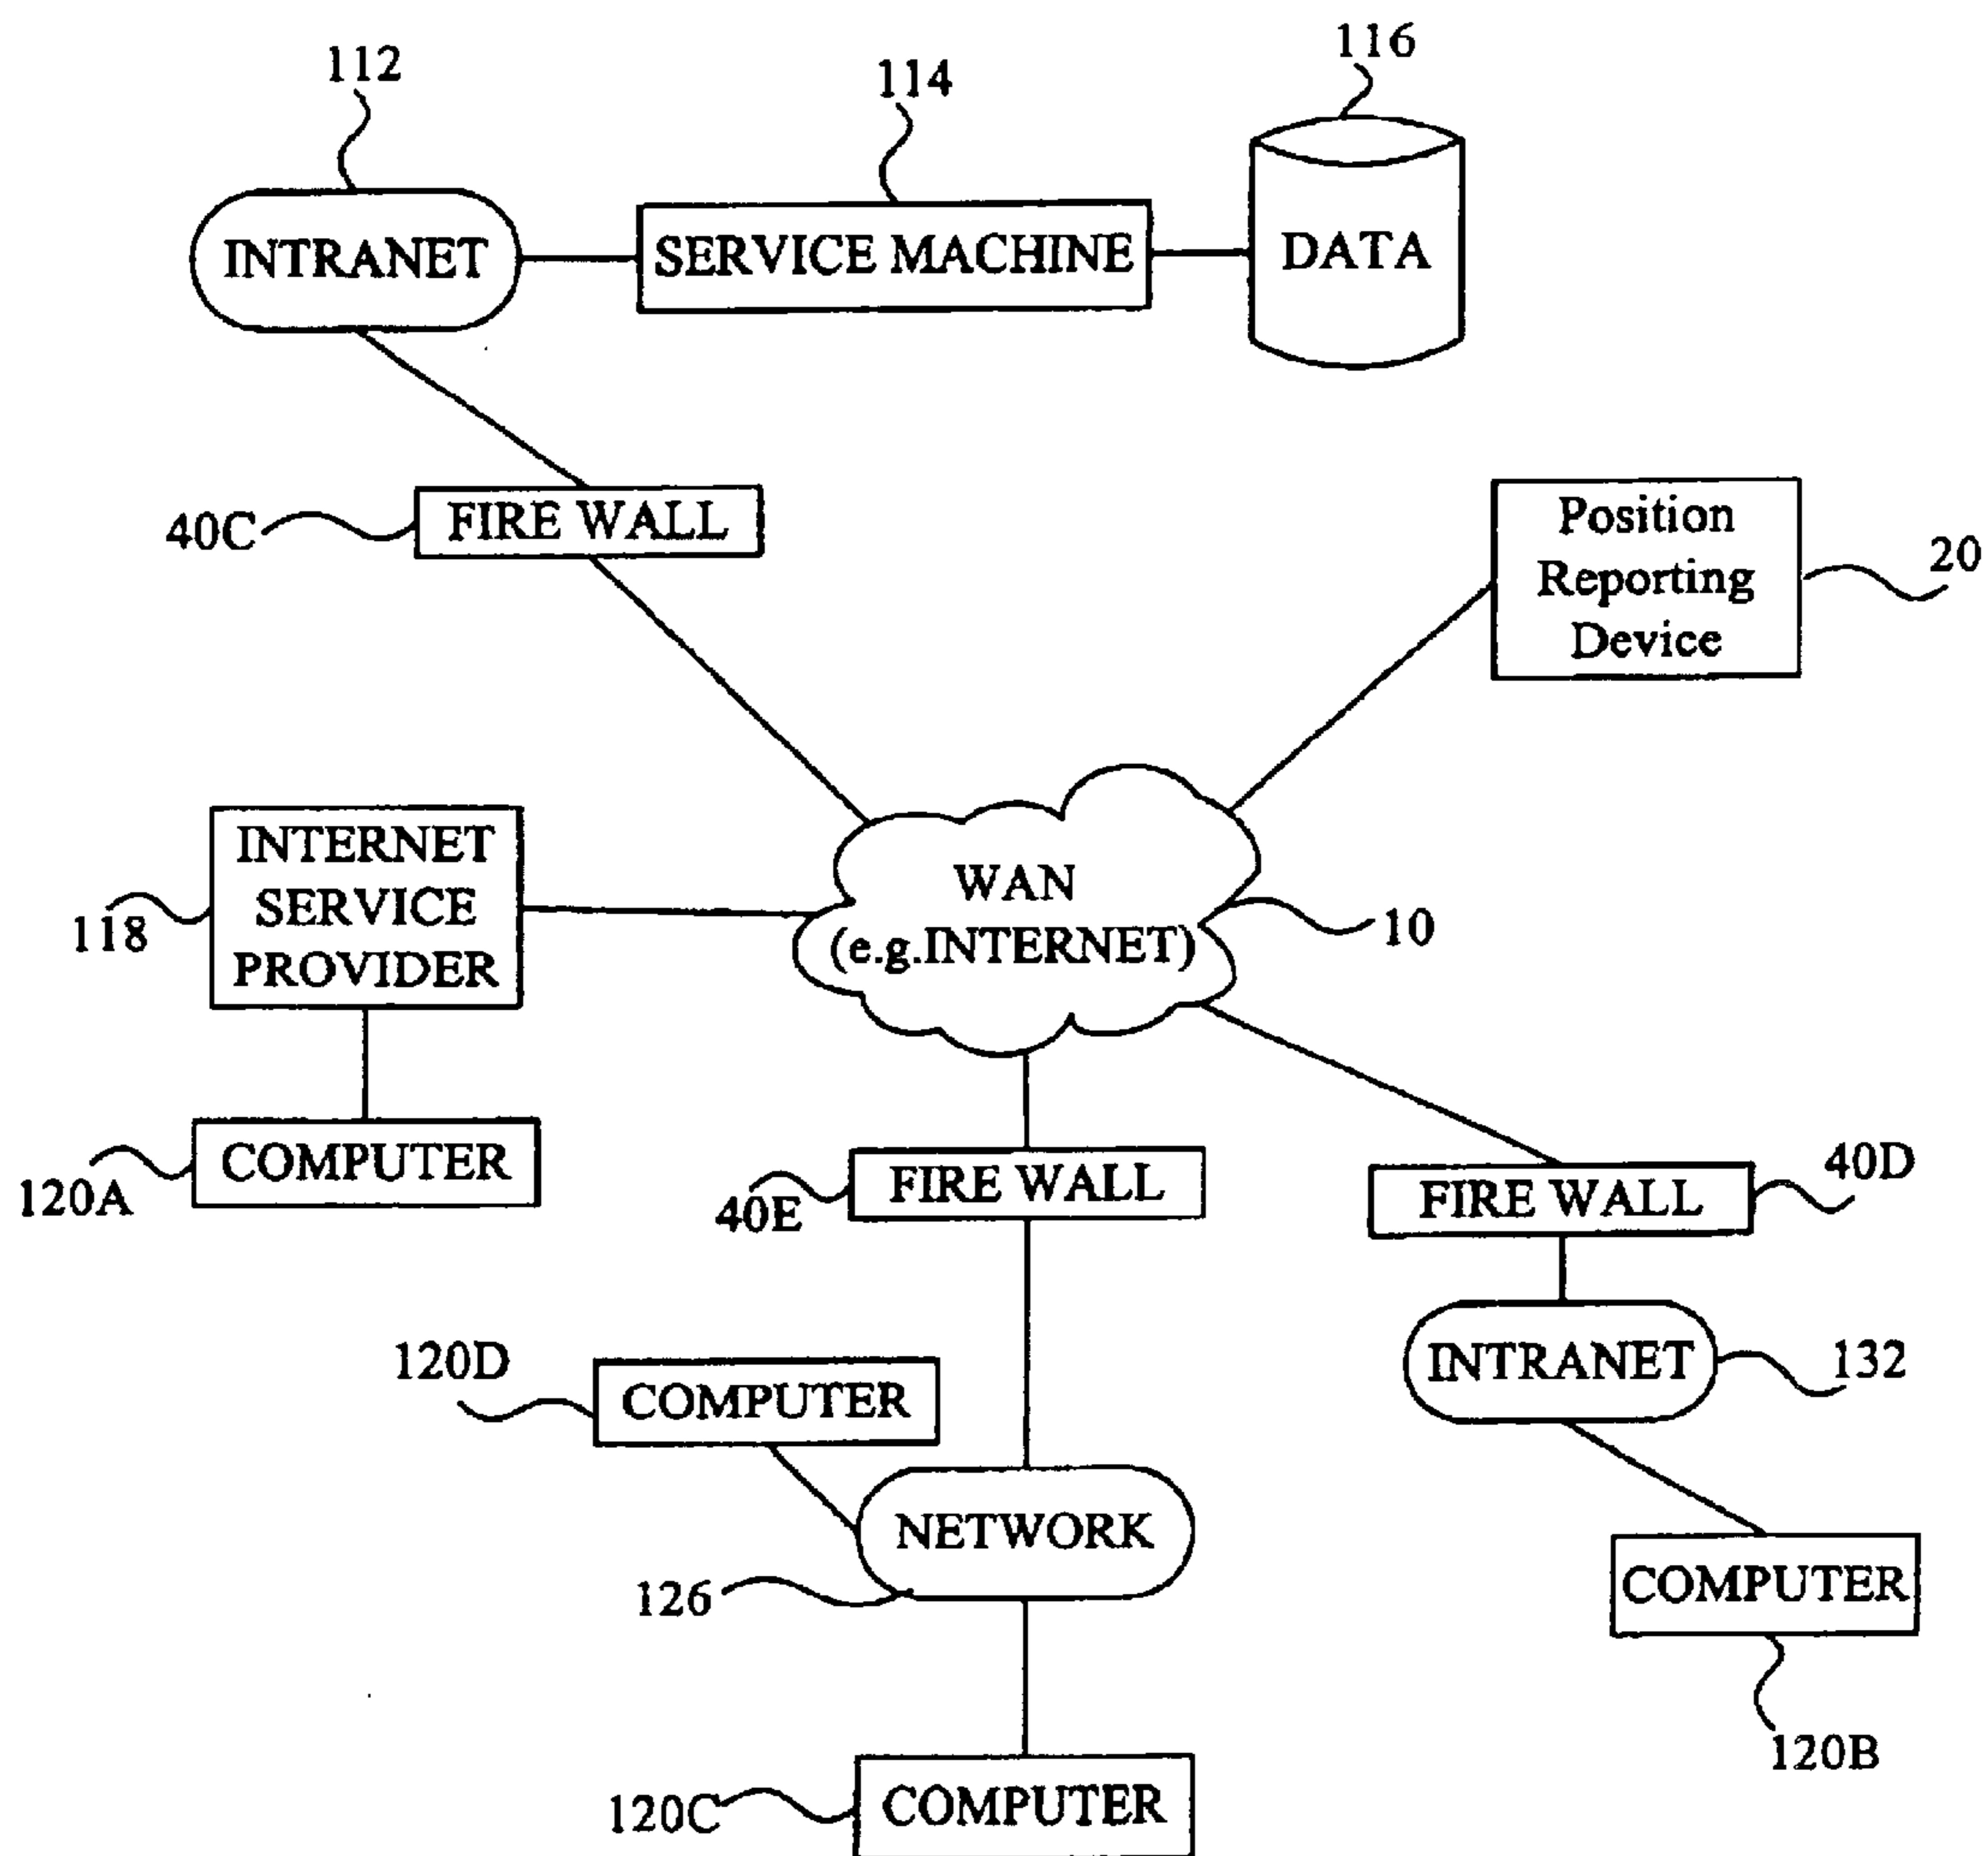 112
114
116
INTRANET
SERVICE MACHINE
DATA
40C
FIRE WALL
Position
Reporting
Device
20
INTERNET
SERVICE
PROVIDER
118
WAN
(e.g.INTERNET)
10
COMPUTER
120A
FIRE WALL
40E
FIRE WALL
40D
120D
COMPUTER
INTRANET
132
NETWORK
126
COMPUTER
120B
120C
COMPUTER